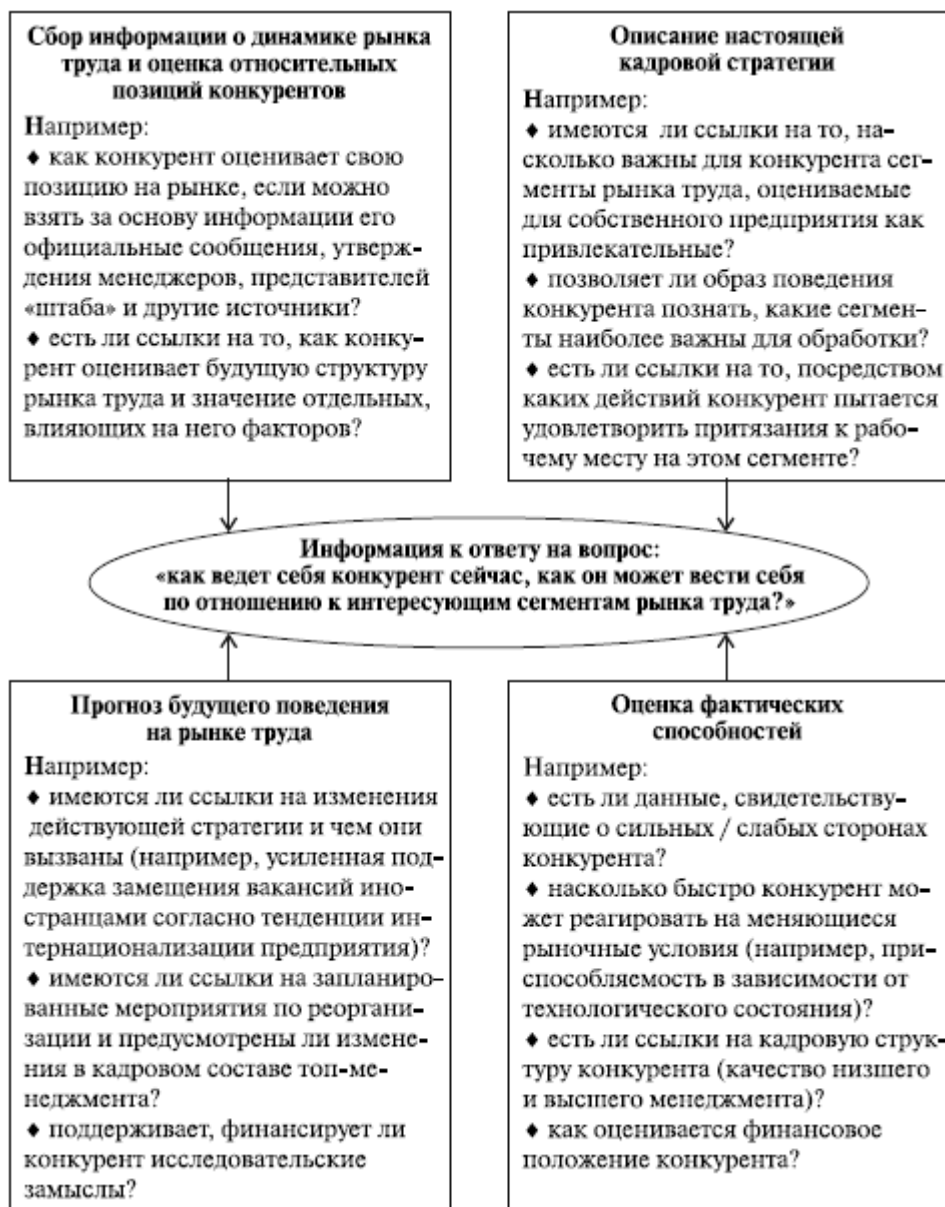 Сбор информации о динамике рынка
труда и оценка относительных
позиций конкурентов
Например:
♦ как конкурент оценивает свою
позицию на рынке, если можно
взять за основу информации его
официальные сообщения, утверж-
дения менеджеров, представителей
«штаба» и другие источники?
♦ есть ли ссылки на то, как конку-
рент оценивает будущую структуру
рынка труда и значение отдельных,
влияющих на него факторов?
Описание настоящей
кадровой стратегии
Например:
♦ имеются ли ссылки на то, на-
сколько важны для конкурента сег-
менты рынка труда, оцениваемые
для собственного предприятия как
привлекательные?
♦ позволяет ли образ поведения
конкурента познать, какие сегмен-
ты наиболее важны для обработки?
♦ есть ли ссылки на то, посредством
каких действий конкурент пытается
удовлетворить притязания к рабо-
чему месту на этом сегменте?
Информация к ответу на вопрос:
«как ведет себя конкурент сейчас, как он может вести себя
по отношению к интересующим сегментам рынка труда?»
Прогноз будущего поведения
на рынке труда
Например:
♦ имеются ли ссылки на изменения
действующей стратегии и чем они
вызваны (например, усиленная под-
держка замещения вакансий ино-
странцами согласно тенденции ин-
тернационализации предприятия)?
♦ имеются ли ссылки на запланиро-
ванные мероприятия по реоргани-
зации и предусмотрены ли измене-
ния в кадровом составе топ-ме-
неджмента?
♦ поддерживает, финансирует ли
конкурент исследовательские
замыслы?
Оценка фактических
способностей
Например:
♦ есть ли данные, свидетельству-
ющие о сильных / слабых сторонах
конкурента?
♦ насколько быстро конкурент мо-
жет реагировать на меняющиеся
рыночные условия (например, при-
способляемость в зависимости от
технологического состояния)?
♦ есть ли ссылки на кадровую струк-
туру конкурента (качество низшего
и высшего менеджмента)?
♦ как оценивается финансовое
положение конкурента?